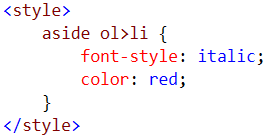 <style>
    aside ol>li {
        font-style: italic;
        color: red;
    }
</style>